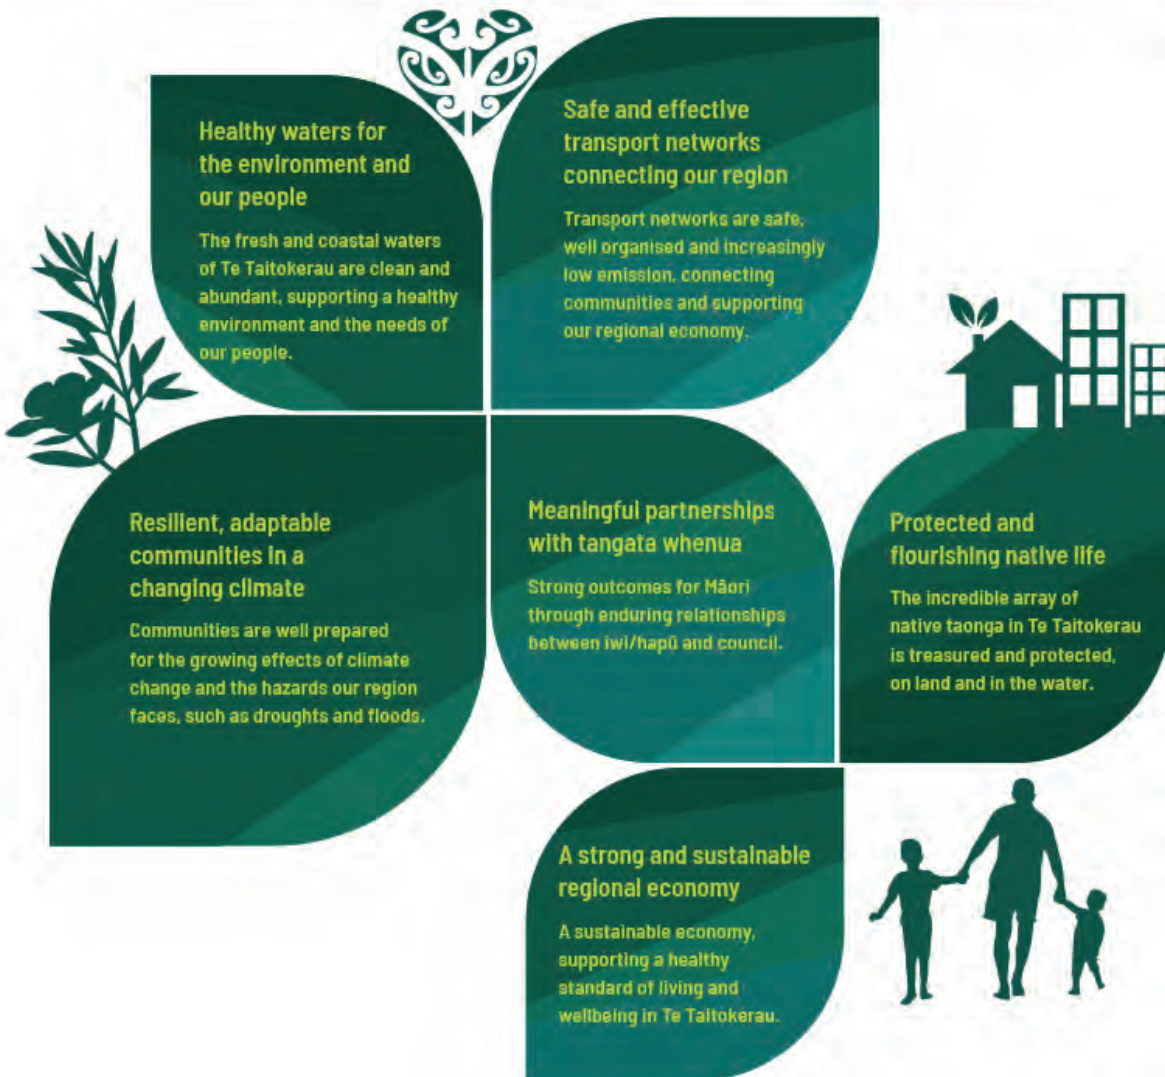 Healthy waters for
the environment and
our people
The fresh and coastal waters
of Te Taitokerau are clean and
abundant, supporting a healthy
environment and the needs of
our people.
Safe and effective
transport networks
connecting our region
Transport networks are safe,
well organised and increasingly
low emission, connecting
communities and supporting
our regional economy.
Resilient, adaptable
communities in a
changing climate
Communities are well prepared
for the growing effects of climate
change and the hazards our region
faces, such as droughts and floods.
Meaningful partnerships
with tangata whenua
Strong outcomes for Māori
through enduring relationships
between iwi/hapū and council.
Protected and
flourishing native life
The incredible array of
native taonga in Te Taitokerau
is treasured and protected,
on land and in the water.
A strong and sustainable
regional economy
A sustainable economy,
supporting a healthy
standard of living and
wellbeing in Te Taitokerau.